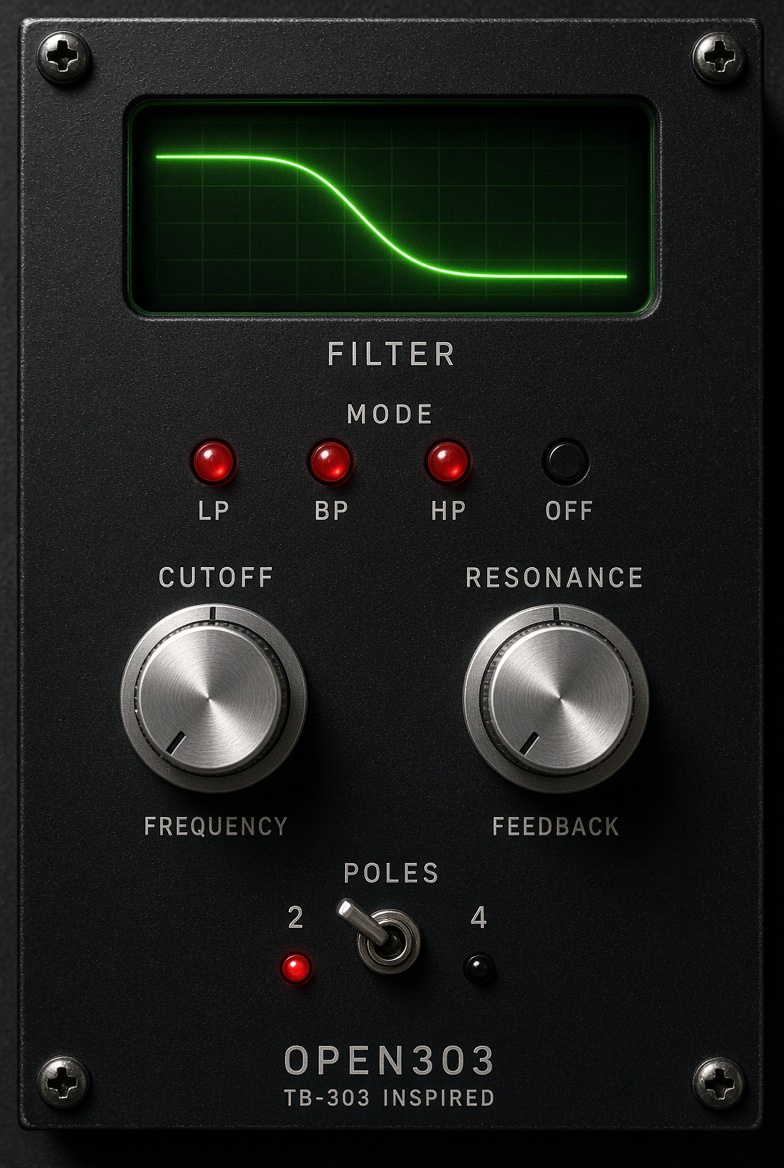 FILTER
MODE
LP BP HP OFF
CUTOFF RESONANCE
FREQUENCY FEEDBACK
POLES
2 4
OPEN303
TB-303 INSPIRED